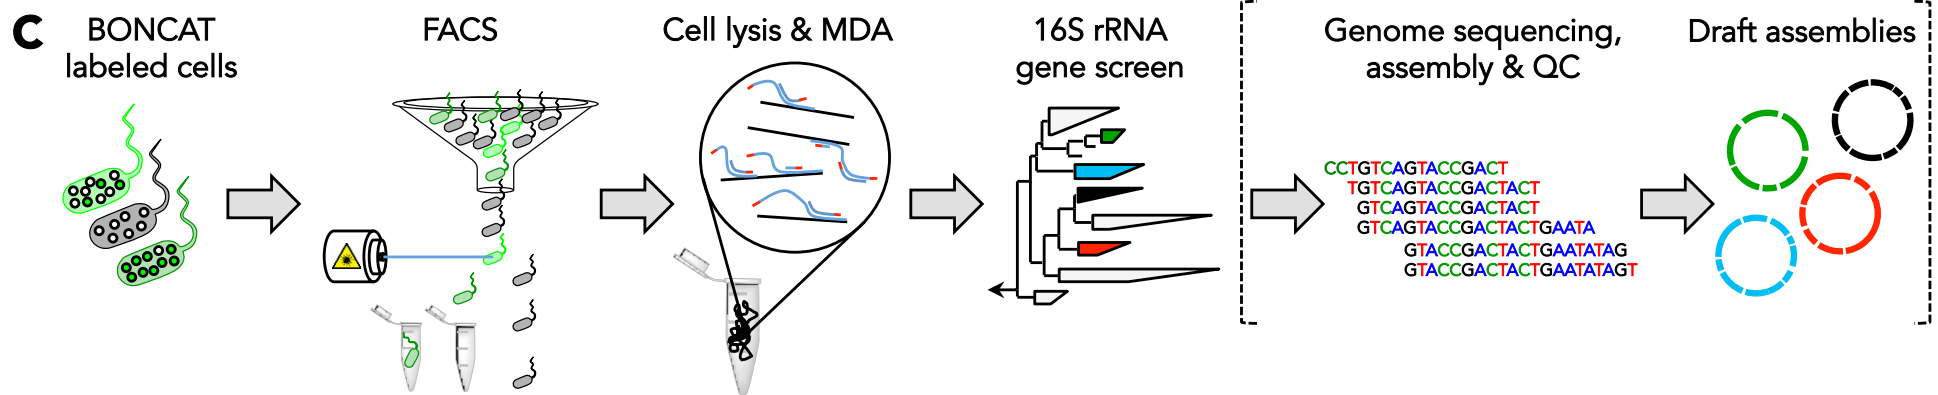 C
BONCAT
labeled cells
FACS
Cell lysis & MDA
16S rRNA
gene screen
Genome sequencing,
assembly & QC
Draft assemblies
CCTGTCAGTACCGACT
TGTCAGTACCGACTACT
GTCAGTACCGACTACT
GTCAGTACCGACTACTGAATA
GTACCGACTACTGAATATAG
GTACCGACTACTGAATATAGT